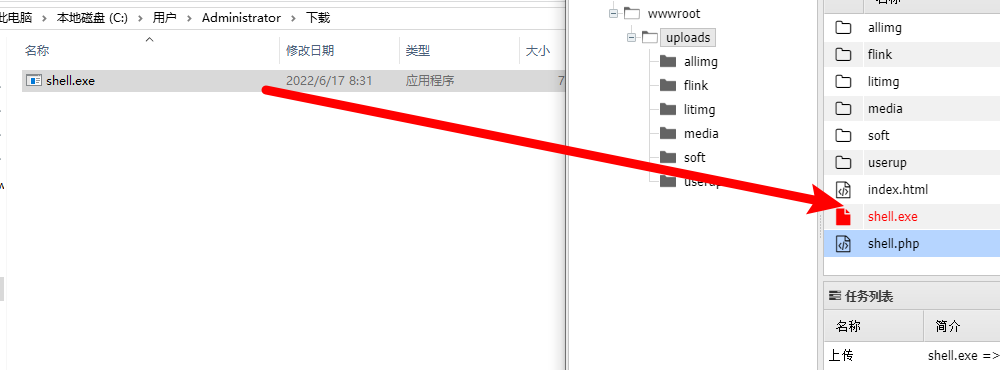 此电脑 > 本地磁盘 (C:) > 用户 > Administrator > 下载
名称 修改日期 类型 大小
shell.exe 2022/6/17 8:31 应用程序 7
wwwroot
uploads
allimg
flink
litimg
media
soft
userup
allimg
flink
litimg
media
soft
userup
index.html
shell.exe
shell.php
任务列表
名称 简介
上传 shell.exe =>